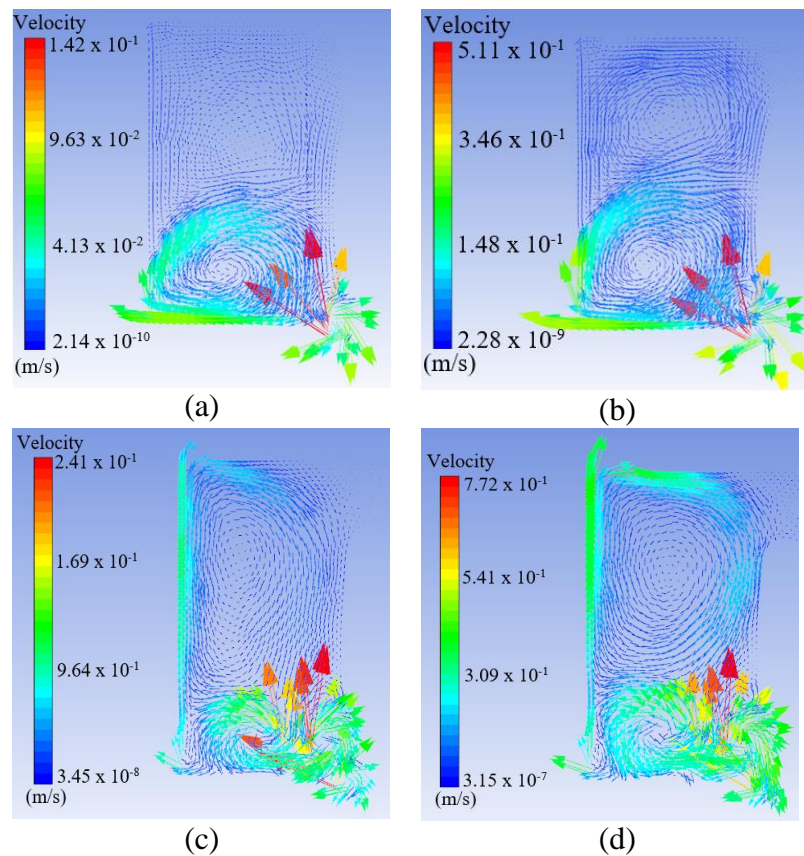 Velocity
1.42 x 10⁻¹
9.63 x 10⁻²
4.13 x 10⁻²
2.14 x 10⁻¹⁰
(m/s)
(a)
Velocity
5.11 x 10⁻¹
3.46 x 10⁻¹
1.48 x 10⁻¹
2.28 x 10⁻⁹
(m/s)
(b)
Velocity
2.41 x 10⁻¹
1.69 x 10⁻¹
9.64 x 10⁻¹
3.45 x 10⁻⁸
(m/s)
(c)
Velocity
7.72 x 10⁻¹
5.41 x 10⁻¹
3.09 x 10⁻¹
3.15 x 10⁻⁷
(m/s)
(d)